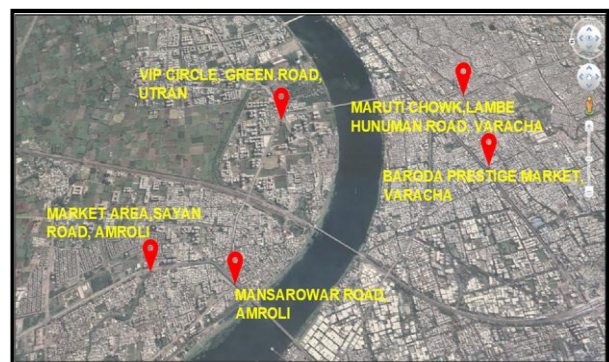 VIP CIRCLE, GREEN ROAD,
UTRAN
MARUTI CHOWK,LAMBE
HUNUMAN ROAD, VARACHA
BARODA PRESTIGE MARKET,
VARACHA
MARKET AREA,SAYAN
ROAD, AMROLI
MANSAROWAR ROAD,
AMROLI